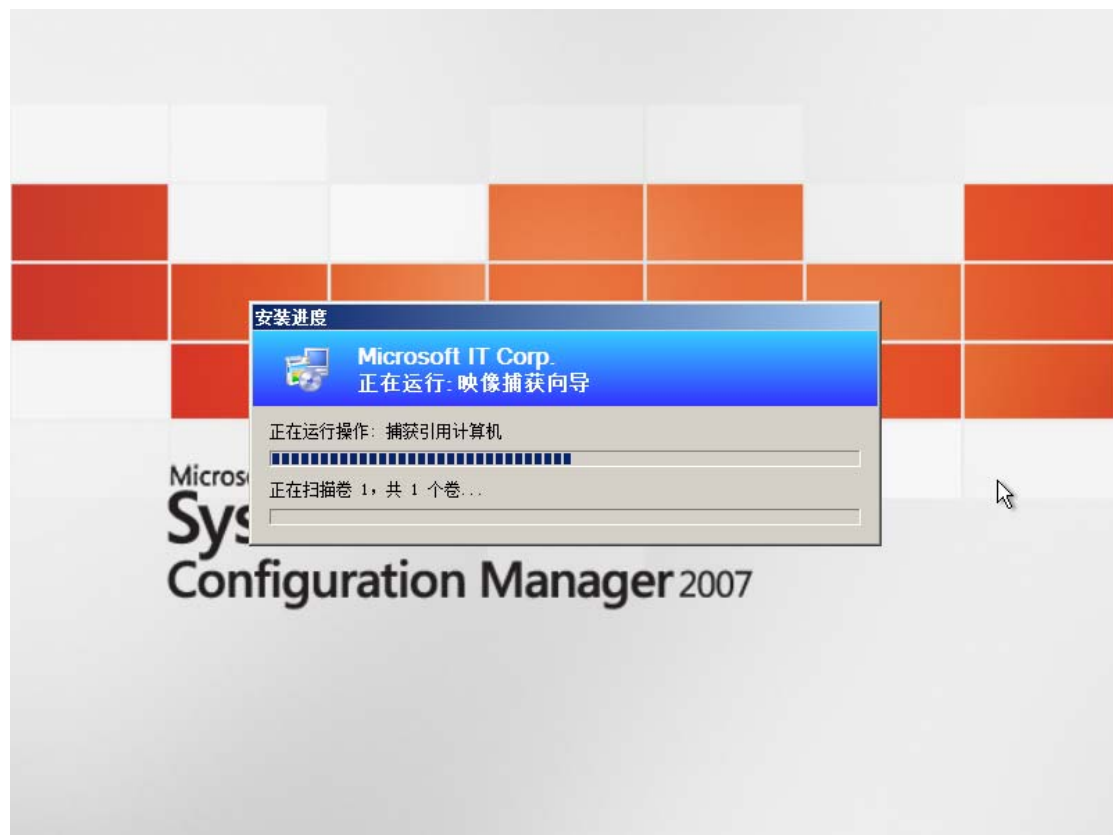 安装进度
Microsoft IT Corp.
正在运行: 映像捕获向导
正在运行操作: 捕获引用计算机
正在扫描卷 1，共 1 个卷...
Configuration Manager 2007